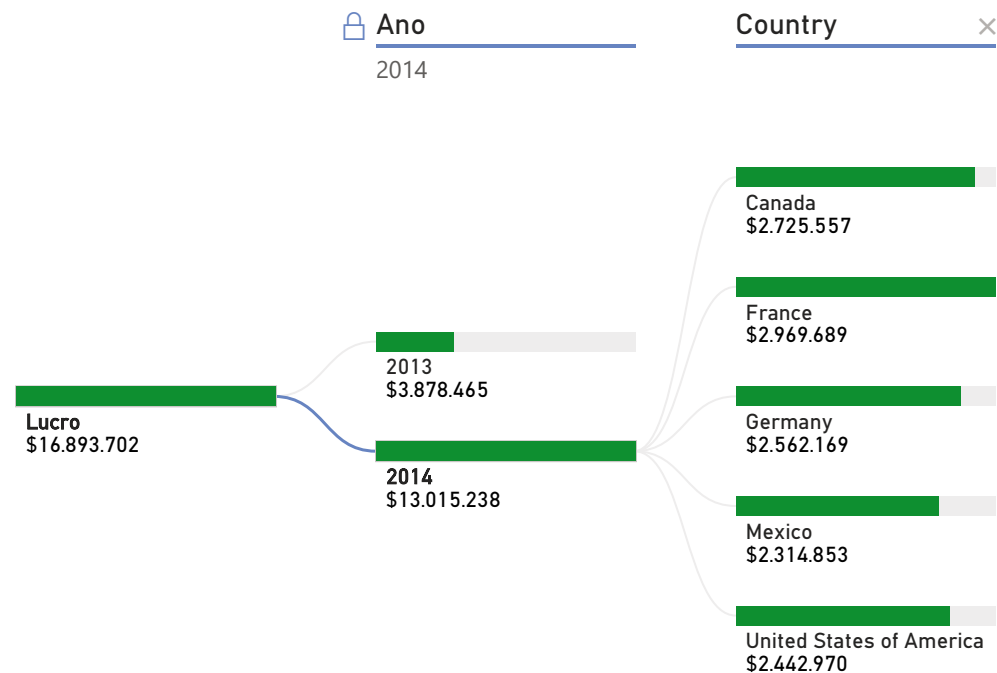 Ano
2014
Country
Lucro
$16.893.702
2013
$3.878.465
2014
$13.015.238
Canada
$2.725.557
France
$2.969.689
Germany
$2.562.169
Mexico
$2.314.853
United States of America
$2.442.970